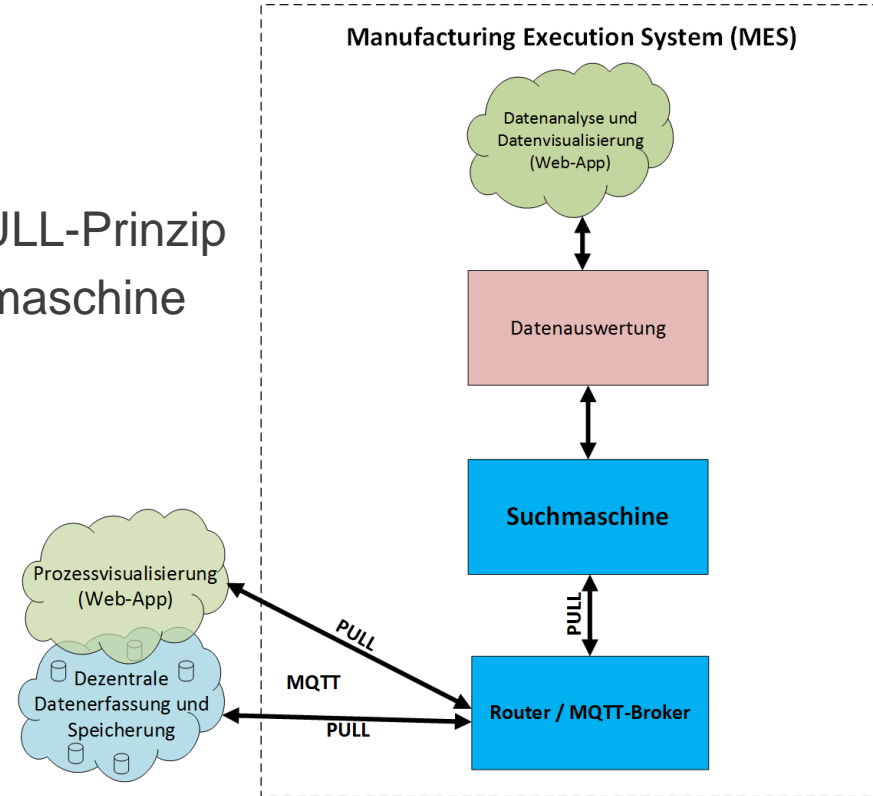 Manufacturing Execution System (MES)
Datenanalyse und
Datenvisualisierung
(Web-App)
ULL-Prinzip
maschine
Datenauswertung
Suchmaschine
PULL
Prozessvisualisierung
(Web-App)
PULL
MQTT
Dezentrale
Datenerfassung und
Speicherung
PULL
Router / MQTT-Broker